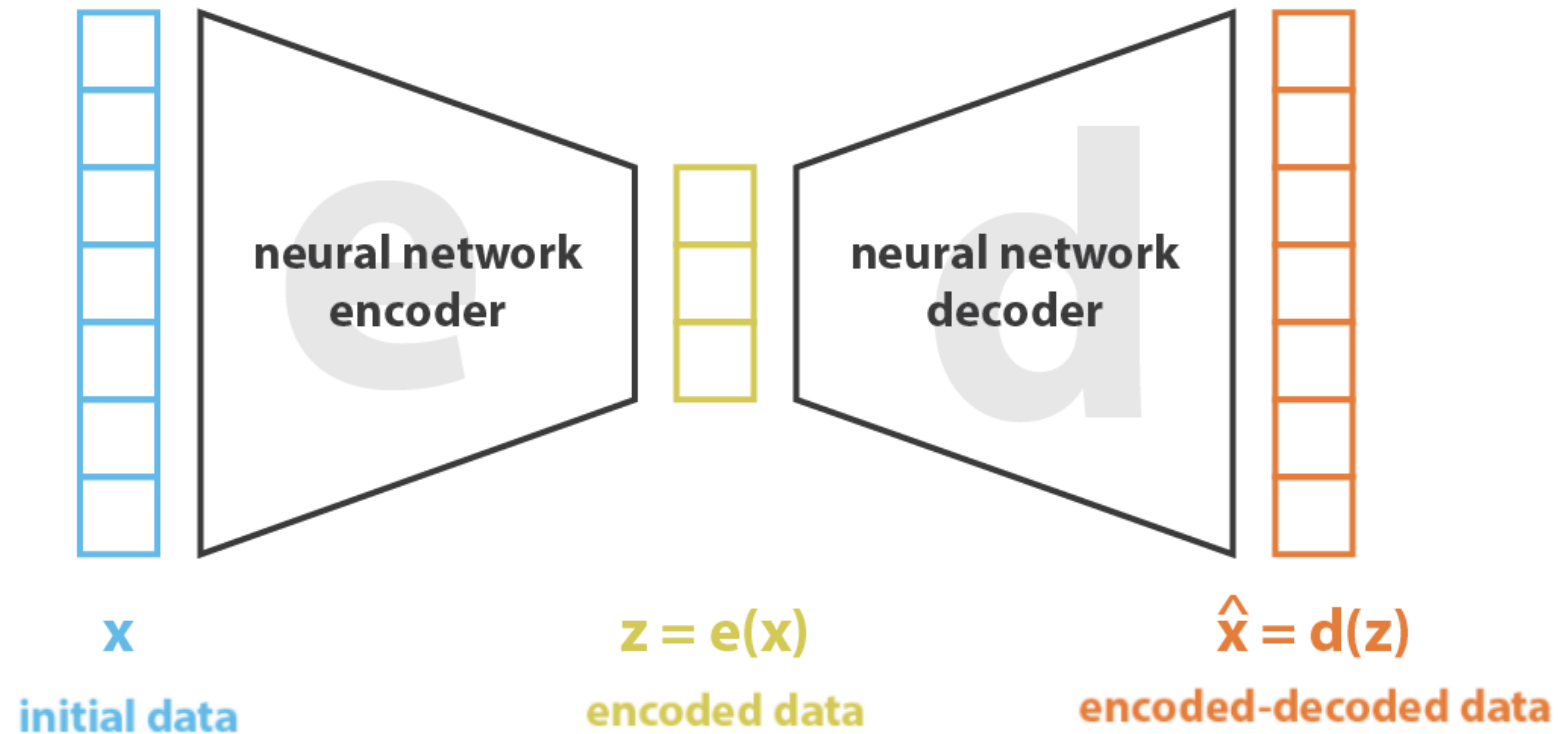 e
neural network
encoder
d
neural network
decoder
x
z = e(x)
x̂ = d(z)
initial data
encoded data
encoded-decoded data